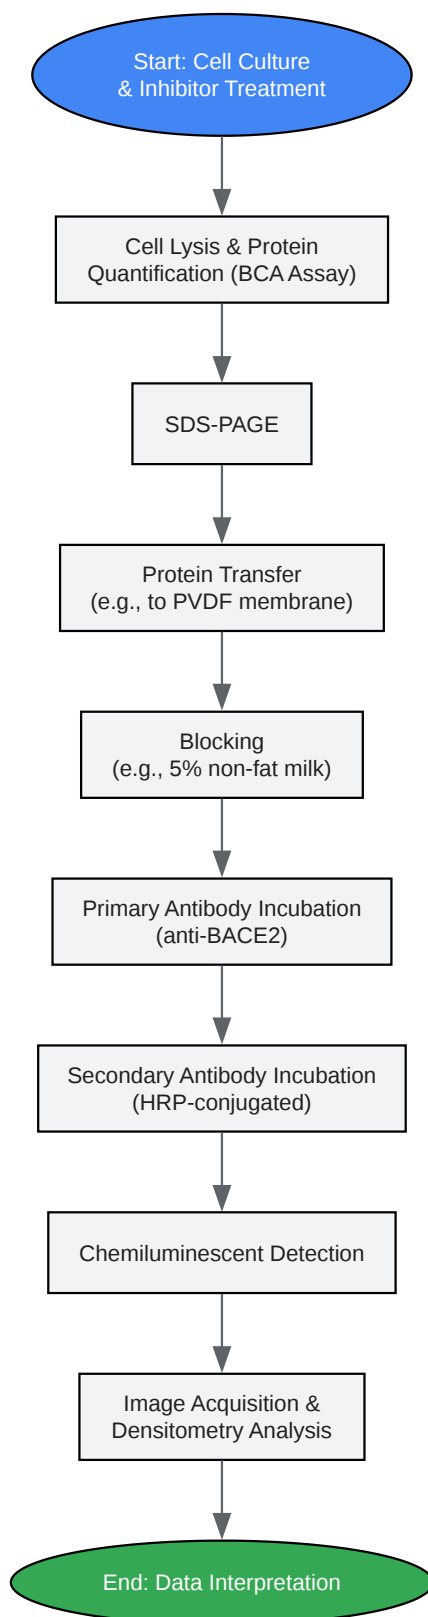 Start: Cell Culture
& Inhibitor Treatment
Cell Lysis & Protein
Quantification (BCA Assay)
SDS-PAGE
Protein Transfer
(e.g., to PVDF membrane)
Blocking
(e.g., 5% non-fat milk)
Primary Antibody Incubation
(anti-BACE2)
Secondary Antibody Incubation
(HRP-conjugated)
Chemiluminescent Detection
Image Acquisition &
Densitometry Analysis
End: Data Interpretation